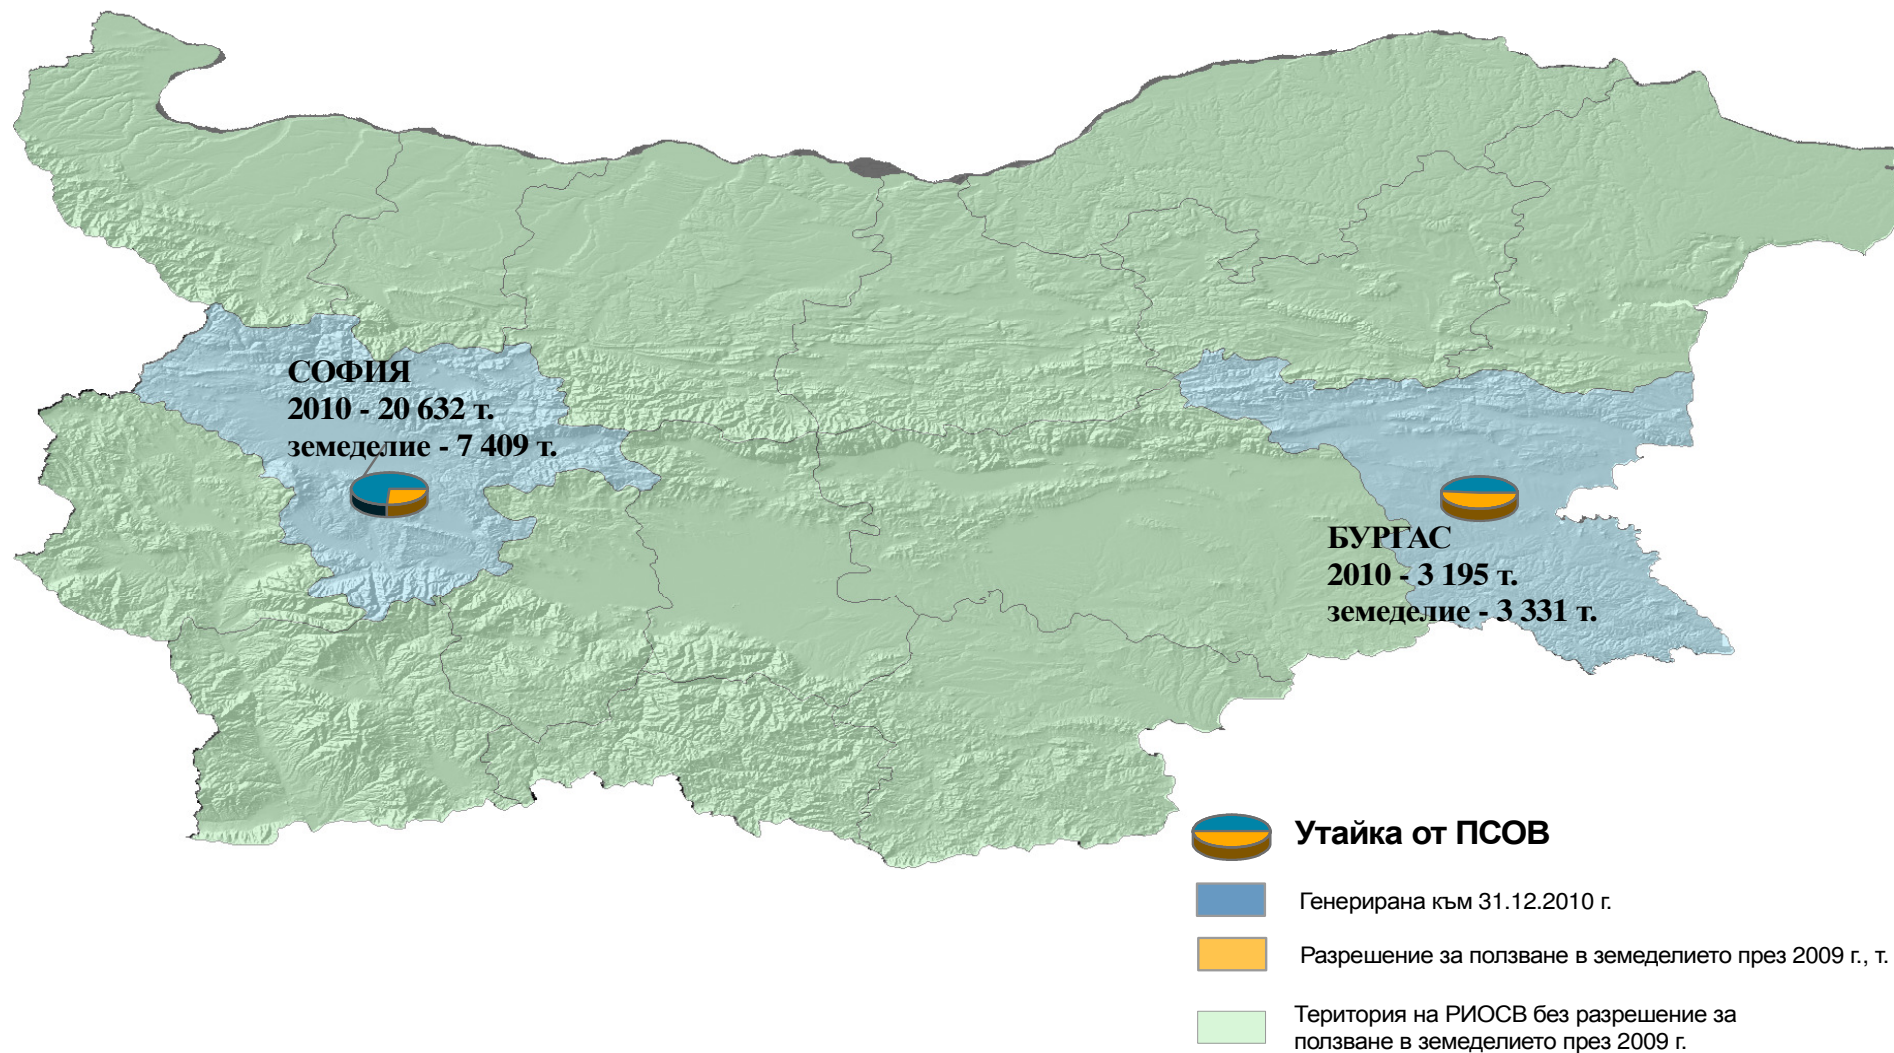 СОФИЯ
2010 - 20 632 т.
земеделие - 7 409 т.
БУРГАС
2010 - 3 195 т.
земеделие - 3 331 т.
Утайка от ПСОВ
Генерирана към 31.12.2010 г.
Разрешение за ползване в земеделието през 2009 г., т.
Територия на РИОСВ без разрешение за
ползване в земеделието през 2009 г.